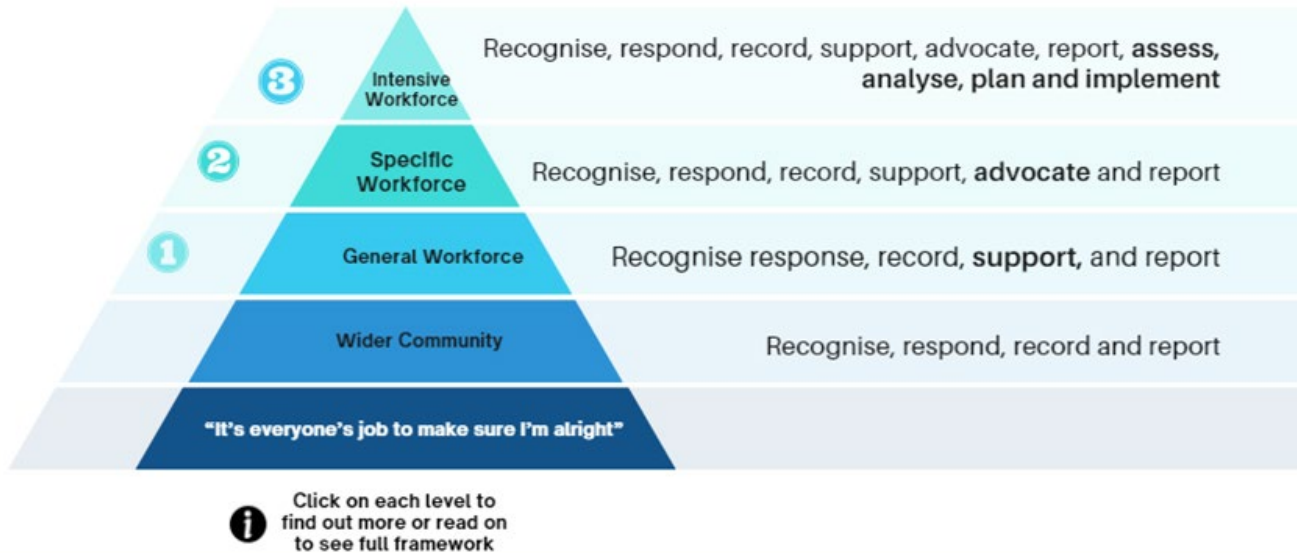 3
Intensive
Workforce
Recognise, respond, record, support, advocate, report, assess,
analyse, plan and implement
2
Specific
Workforce
Recognise, respond, record, support, advocate and report
1
General Workforce
Recognise response, record, support, and report
Wider Community
Recognise, respond, record and report
“It’s everyone’s job to make sure I’m alright”
i
Click on each level to
find out more or read on
to see full framework